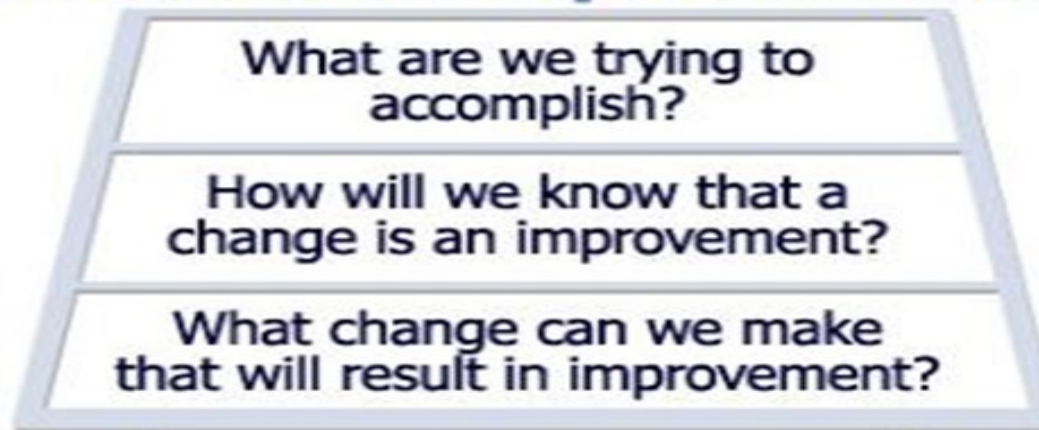 What are we trying to
accomplish?
How will we know that a
change is an improvement?
What change can we make
that will result in improvement?